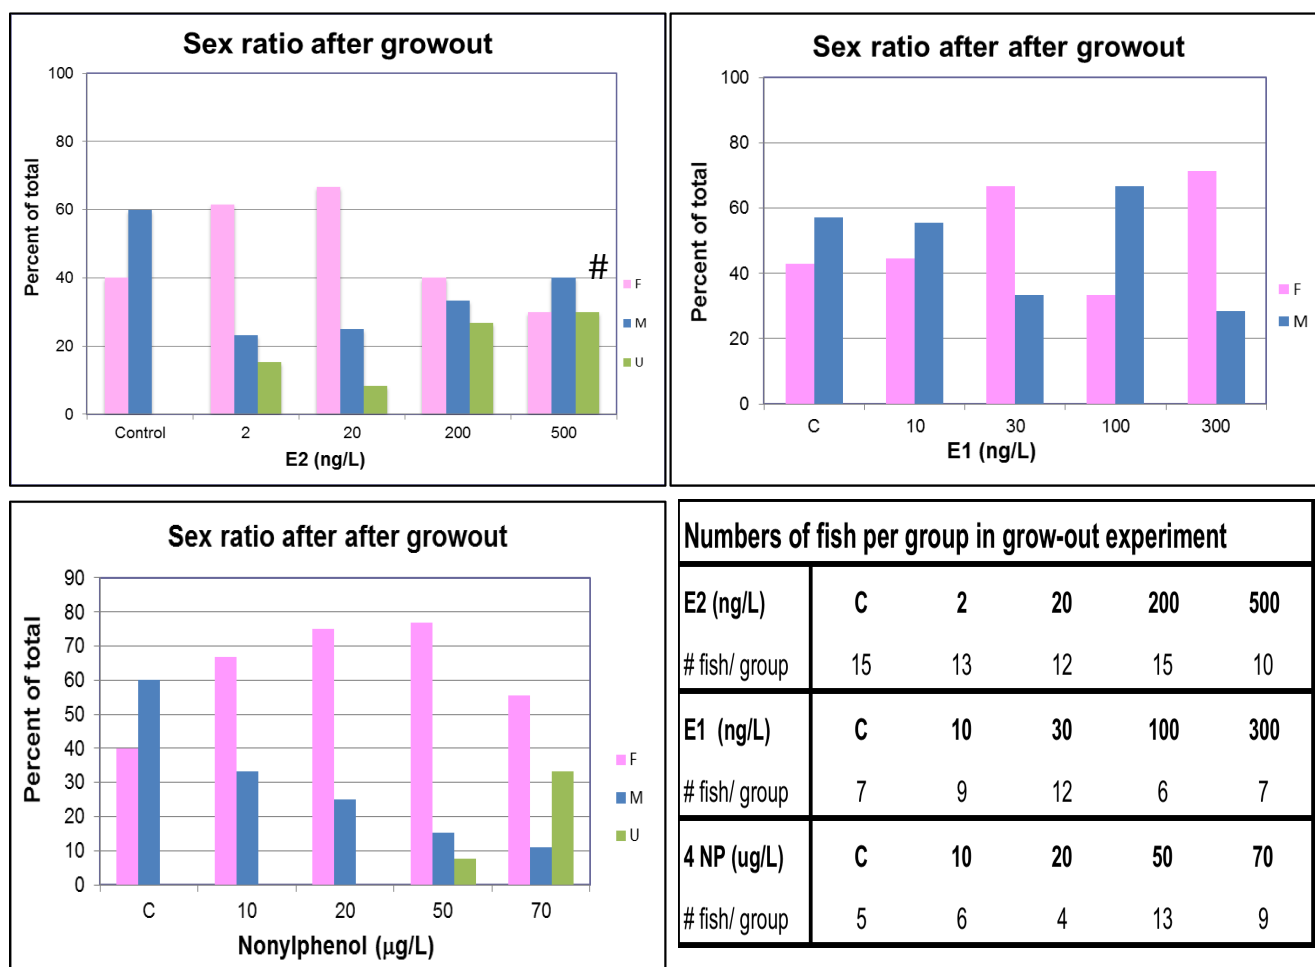 Sex ratio after growout
Percent of total
100
80
60
40
20
0
#
F
M
U
Control 2 20 200 500
E2 (ng/L)
Sex ratio after after growout
Percent of total
100
80
60
40
20
0
F
M
C 10 30 100 300
E1 (ng/L)
Sex ratio after after growout
Percent of total
90
80
70
60
50
40
30
20
10
0
F
M
U
C 10 20 50 70
Nonylphenol (μg/L)
Numbers of fish per group in grow-out experiment
E2 (ng/L) C 2 20 200 500
# fish/ group 15 13 12 15 10
E1 (ng/L) C 10 30 100 300
# fish/ group 7 9 12 6 7
4 NP (ug/L) C 10 20 50 70
# fish/ group 5 6 4 13 9